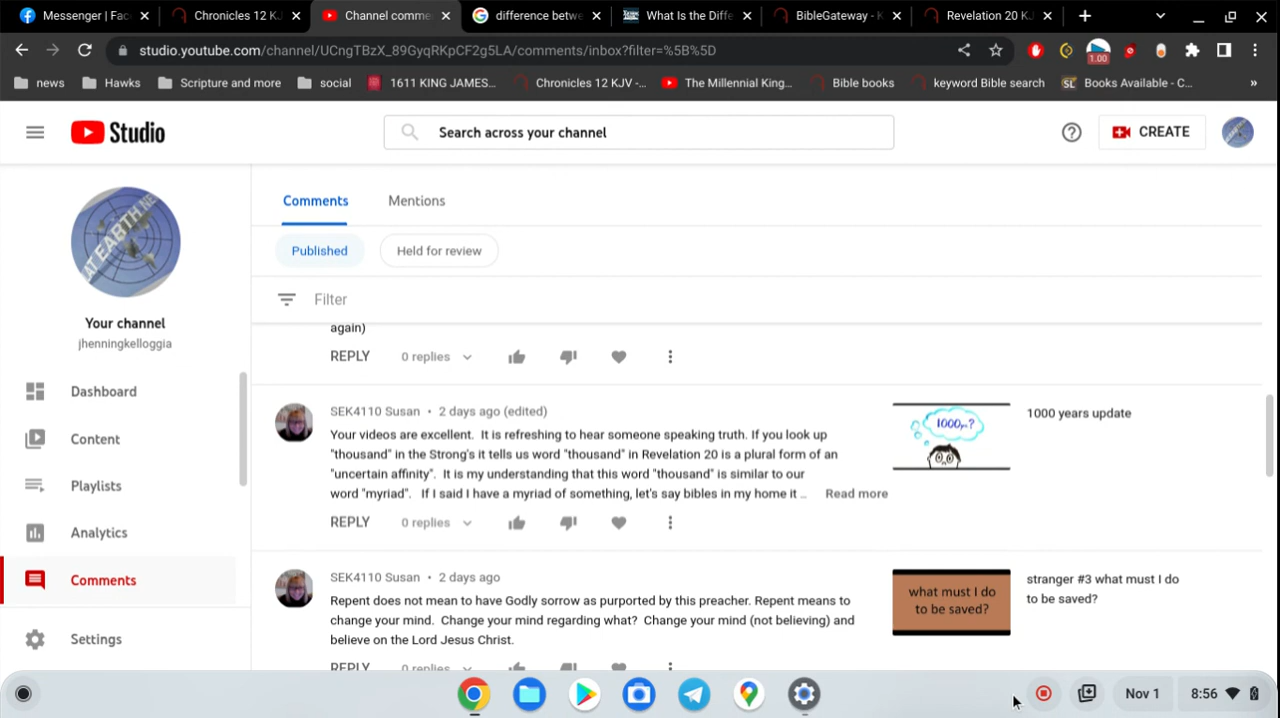 Messenger | Fac
Chronicles 12 KJ
Channel comme
difference betw
What Is the Diffe
BibleGateway - K
Revelation 20 KJ
studio.youtube.com/channel/UCngTBzX_89GyqRKpCF2g5LA/comments/inbox?filter=%5B%5D
1.00
news
Hawks
Scripture and more
social
1611 KING JAMES...
Chronicles 12 KJV -...
The Millennial King...
Bible books
keyword Bible search
SL Books Available - C...
»
Studio
Search across your channel
CREATE
AT EARTH NE
Your channel
jhenningkelloggia
Dashboard
Content
Playlists
Analytics
Comments
Settings
Comments
Mentions
Published
Held for review
Filter
again)
REPLY 0 replies
SEK4110 Susan • 2 days ago (edited)
Your videos are excellent. It is refreshing to hear someone speaking truth. If you look up
"thousand" in the Strong's it tells us word "thousand" in Revelation 20 is a plural form of an
"uncertain affinity". It is my understanding that this word "thousand" is similar to our
word "myriad". If I said I have a myriad of something, let's say bibles in my home it ... Read more
REPLY 0 replies
1000yrs?
1000 years update
SEK4110 Susan • 2 days ago
Repent does not mean to have Godly sorrow as purported by this preacher. Repent means to
change your mind. Change your mind regarding what? Change your mind (not believing) and
believe on the Lord Jesus Christ.
REPLY 0 replies
what must I do
to be saved?
stranger #3 what must I do
to be saved?
Nov 1
8:56